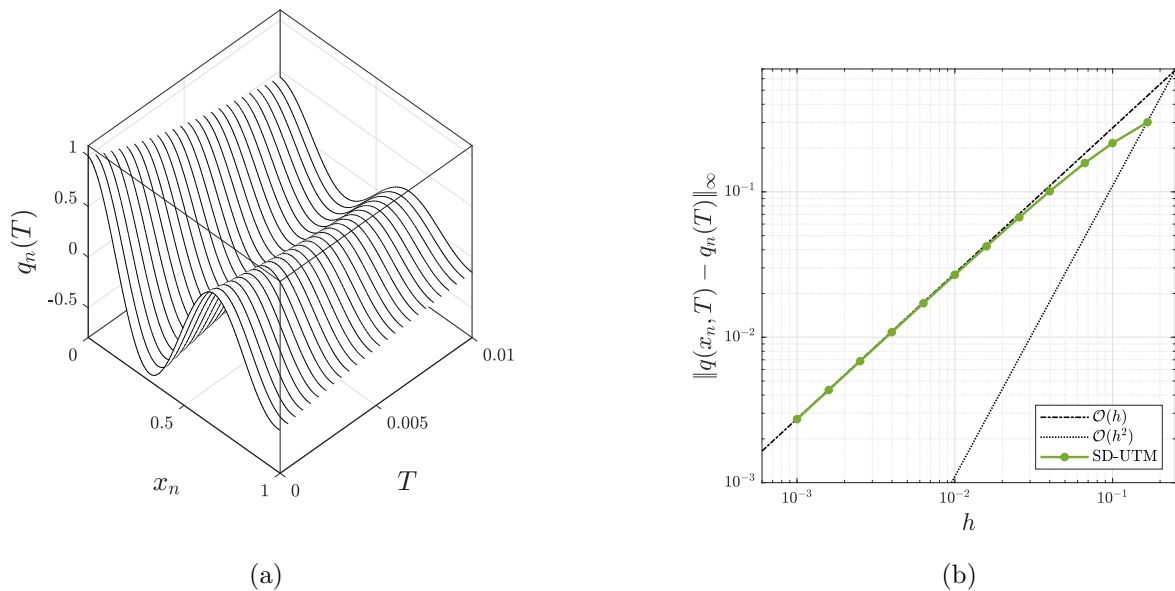 1
0.5
0
-0.5
q_n(T)
0
0.5
1
x_n
0
0.005
0.01
T
(a)
10^{-1}
10^{-2}
10^{-3}
‖q(x_n, T) − q_n(T)‖_∞
10^{-3}
10^{-2}
10^{-1}
h
O(h)
O(h^2)
SD-UTM
(b)